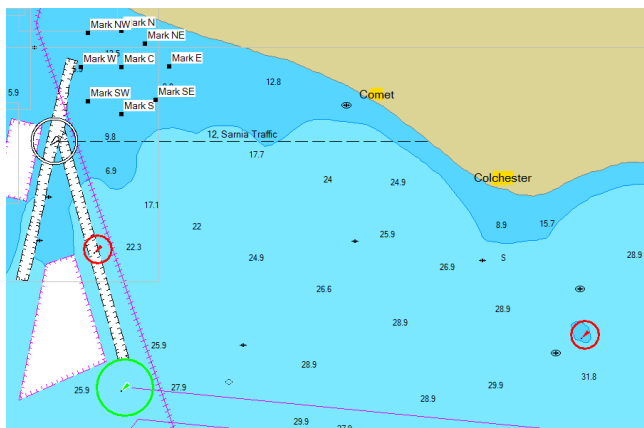 Mark NW
Mark N
Mark NE
Mark W
Mark C
Mark E
Mark SW
Mark S
Mark SE
5.9
12.8
Comet
9.8
12, Sarnia Traffic
17.7
6.9
24
24.9
Colchester
17.1
22
8.9
15.7
22.3
25.9
24.9
26.9
S
28.9
26.6
28.9
28.9
25.9
28.9
31.8
25.9
27.9
29.9
28.9
29.9